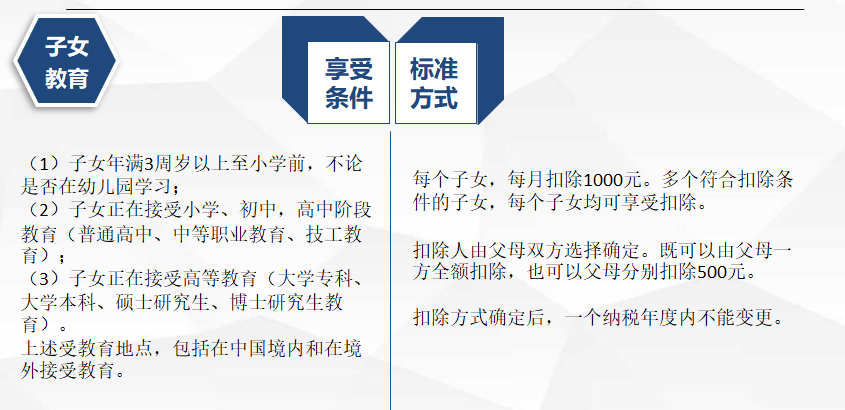 子女
教育
享受
条件
标准
方式
（1）子女年满3周岁以上至小学前，不论
是否在幼儿园学习；
（2）子女正在接受小学、初中，高中阶段
教育（普通高中、中等职业教育、技工教
育）；
（3）子女正在接受高等教育（大学专科、
大学本科、硕士研究生、博士研究生教
育）。
上述受教育地点，包括在中国境内和在境
外接受教育。
每个子女，每月扣除1000元。多个符合扣除条
件的子女，每个子女均可享受扣除。
扣除人由父母双方选择确定。既可以由父母一
方全额扣除，也可以父母分别扣除500元。
扣除方式确定后，一个纳税年度内不能变更。